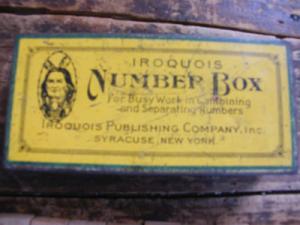 IROQUOIS
NUMBER BOX
For Busy Work in Combining
and Separating Numbers
IROQUOIS PUBLISHING COMPANY, INC.
SYRACUSE, NEW YORK